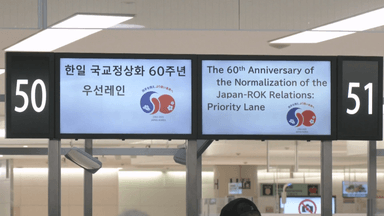 50
한일 국교정상화 60주년
우선레인
The 60th Anniversary of
the Normalization of the
Japan-ROK Relations:
Priority Lane
51